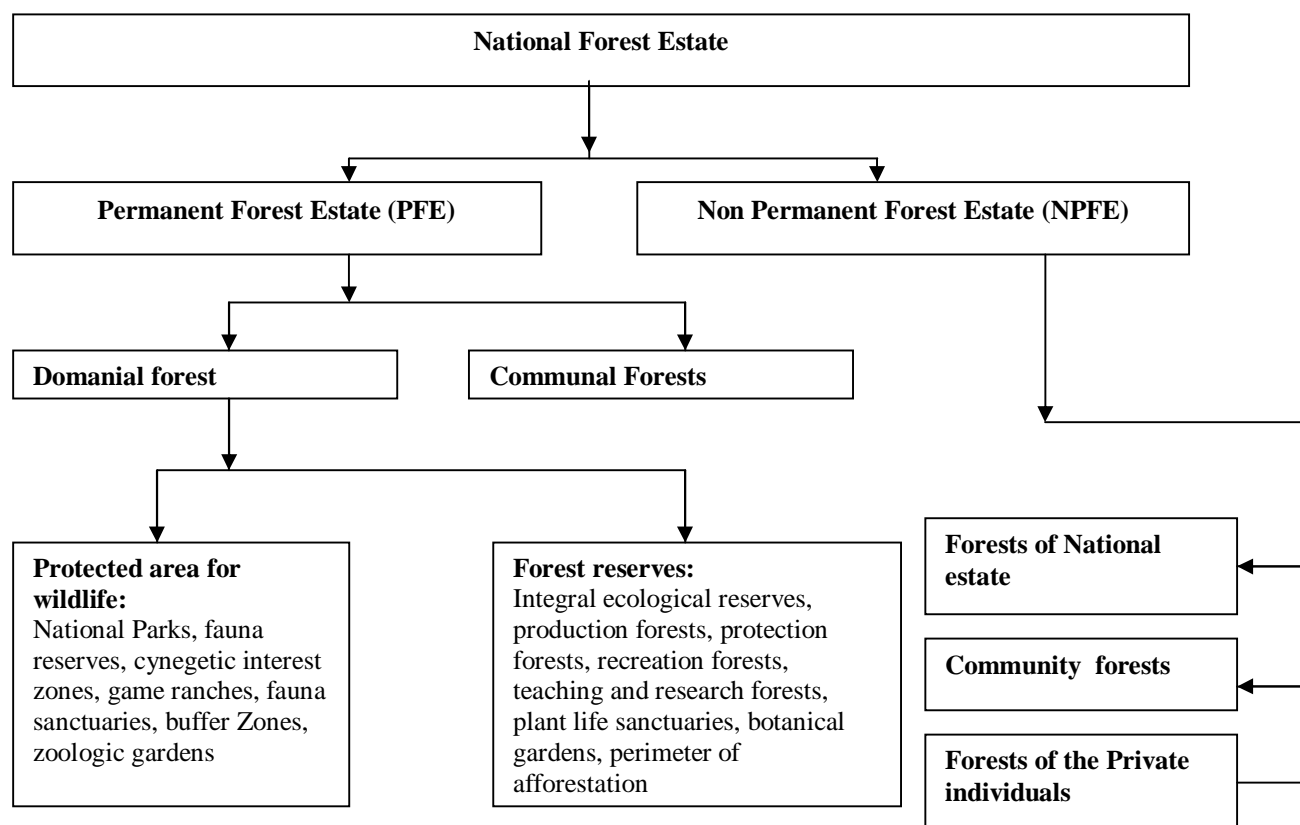 National Forest Estate
Permanent Forest Estate (PFE)
Non Permanent Forest Estate (NPFE)
Domanial forest
Communal Forests
Protected area for
wildlife:
National Parks, fauna
reserves, cynegetic interest
zones, game ranches, fauna
sanctuaries, buffer Zones,
zoologic gardens
Forest reserves:
Integral ecological reserves,
production forests, protection
forests, recreation forests,
teaching and research forests,
plant life sanctuaries, botanical
gardens, perimeter of
afforestation
Forests of National
estate
Community  forests
Forests of the Private
individuals